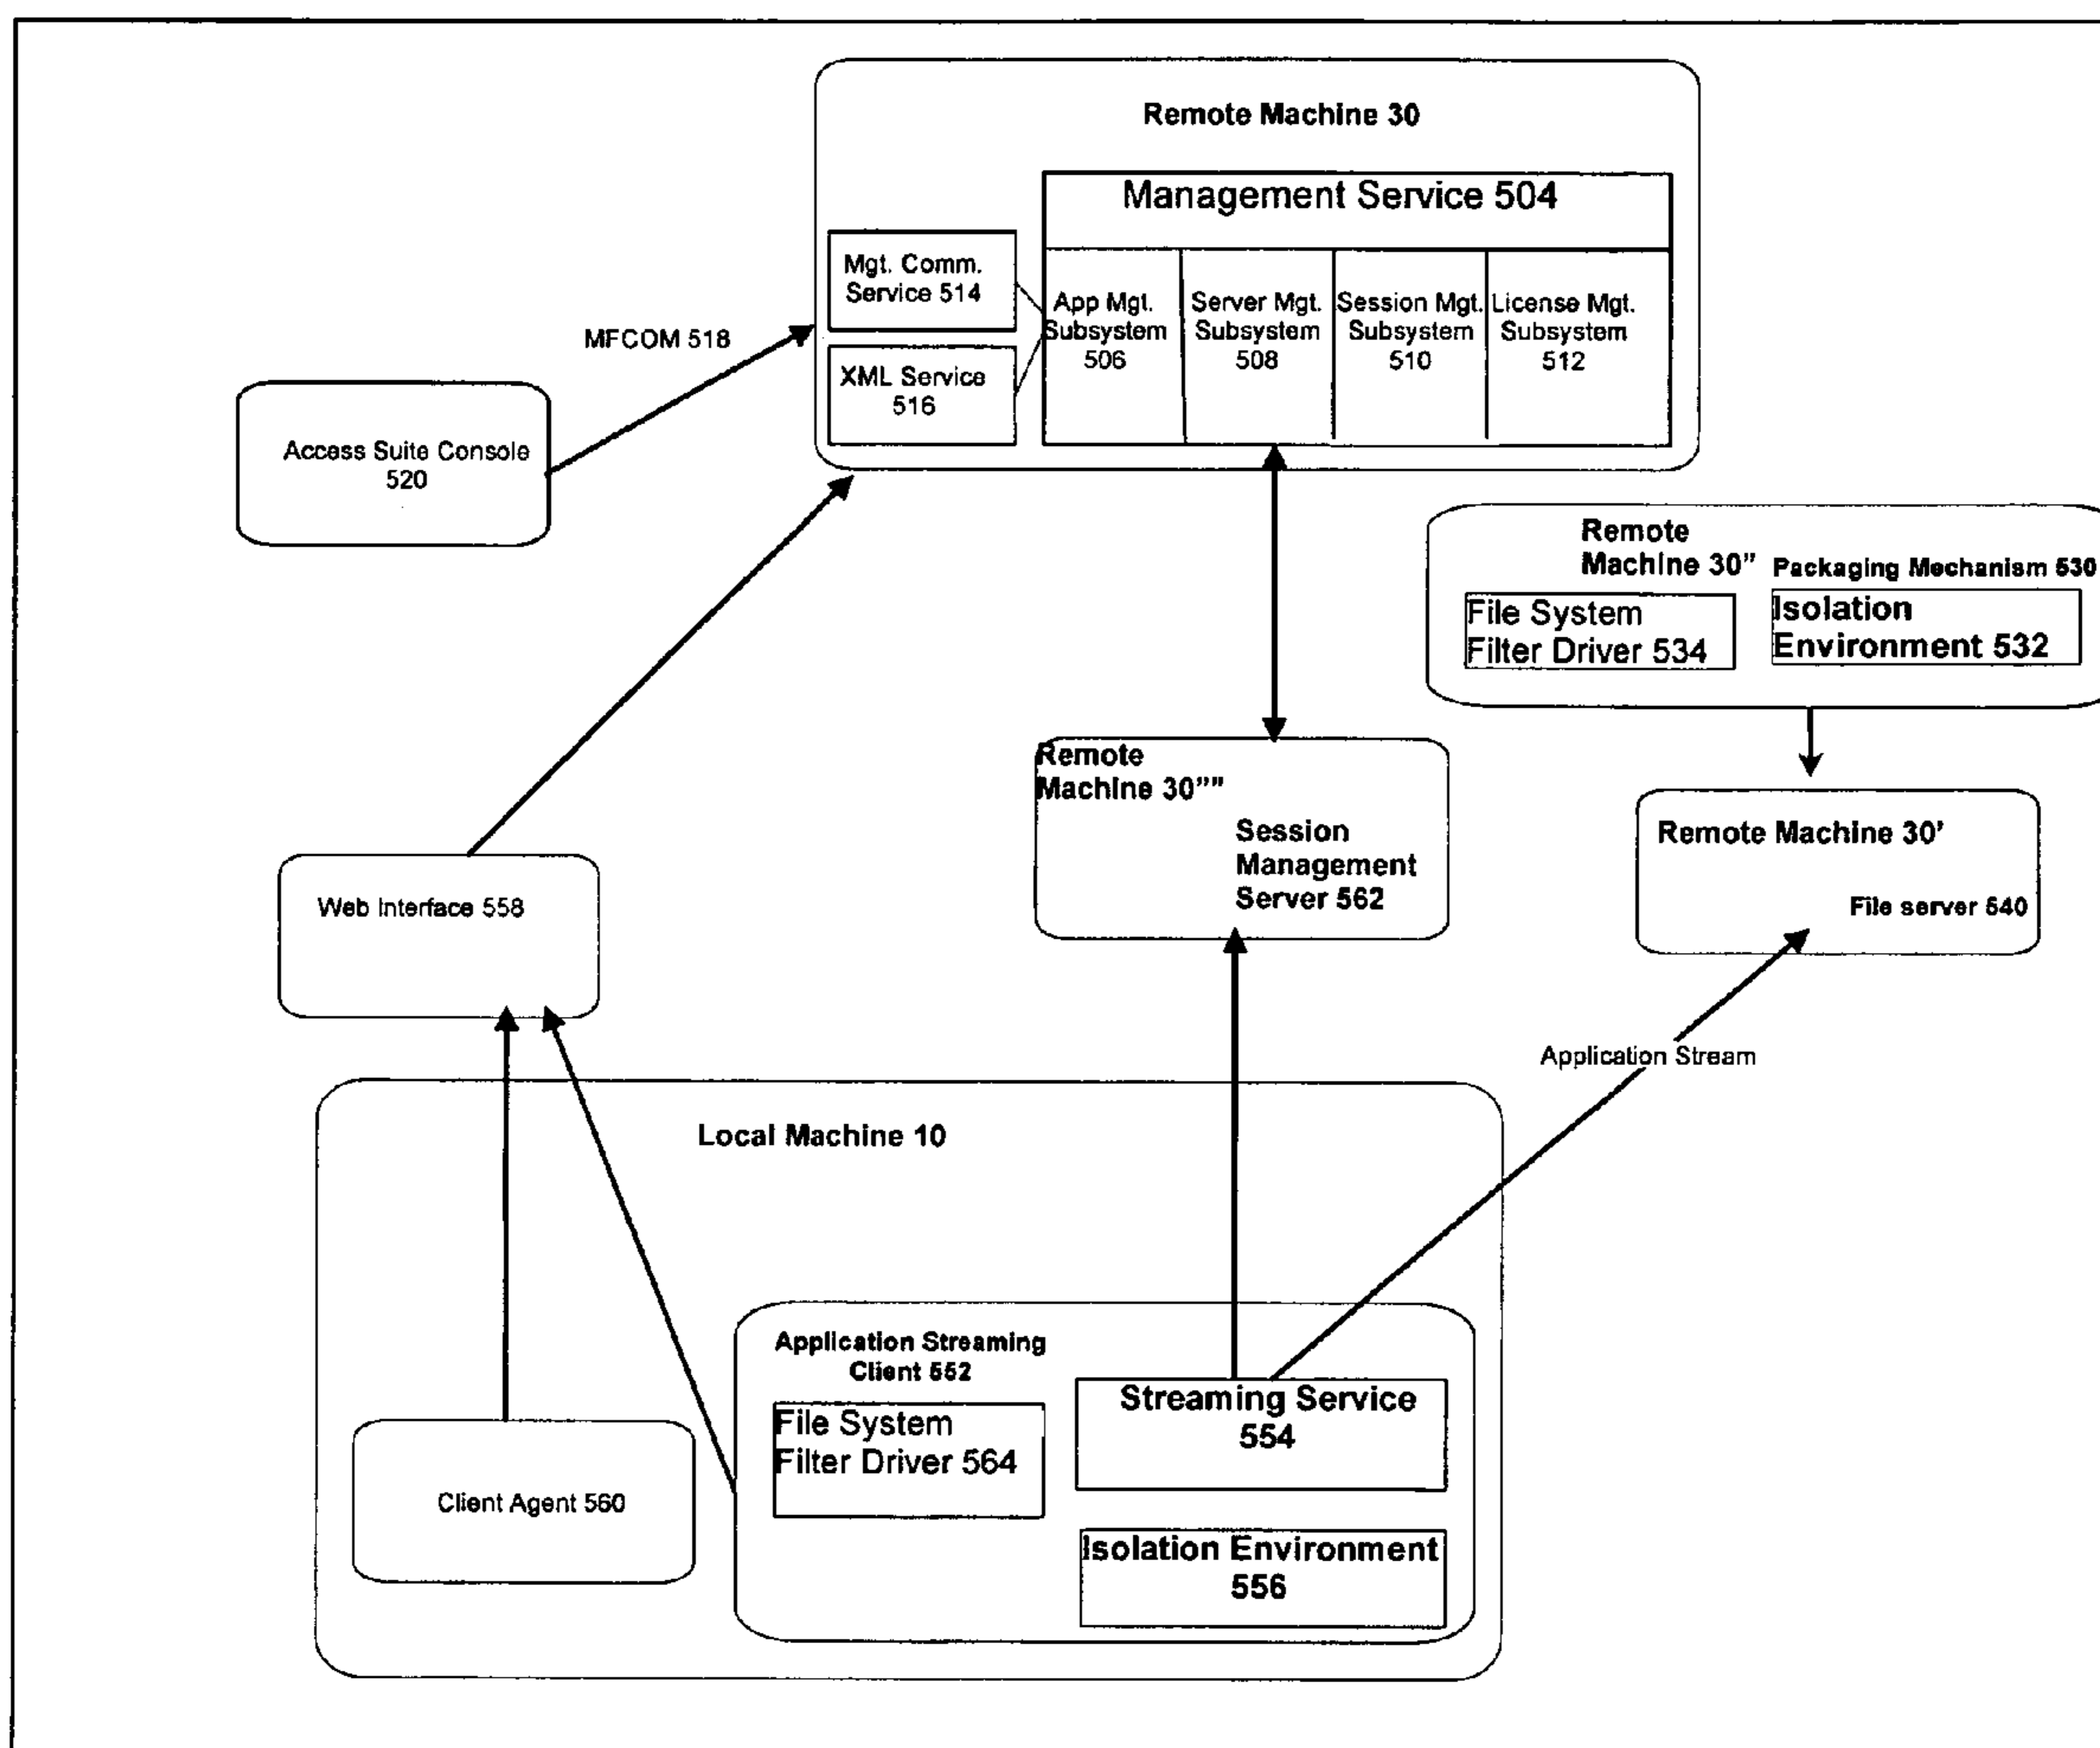 Remote Machine 30
Management Service 504
Mgt. Comm.
Service 514
XML Service
516
App Mgt.
Subsystem
506
Server Mgt.
Subsystem
508
Session Mgt.
Subsystem
510
License Mgt.
Subsystem
512
MFCOM 518
Access Suite Console
520
Remote
Machine 30”
Packaging Mechanism 530
File System
Filter Driver 534
Isolation
Environment 532
Remote
Machine 30””
Session
Management
Server 562
Remote Machine 30’
File server 540
Web Interface 558
Application Stream
Local Machine 10
Application Streaming
Client 552
File System
Filter Driver 564
Streaming Service
554
Client Agent 560
Isolation Environment
556